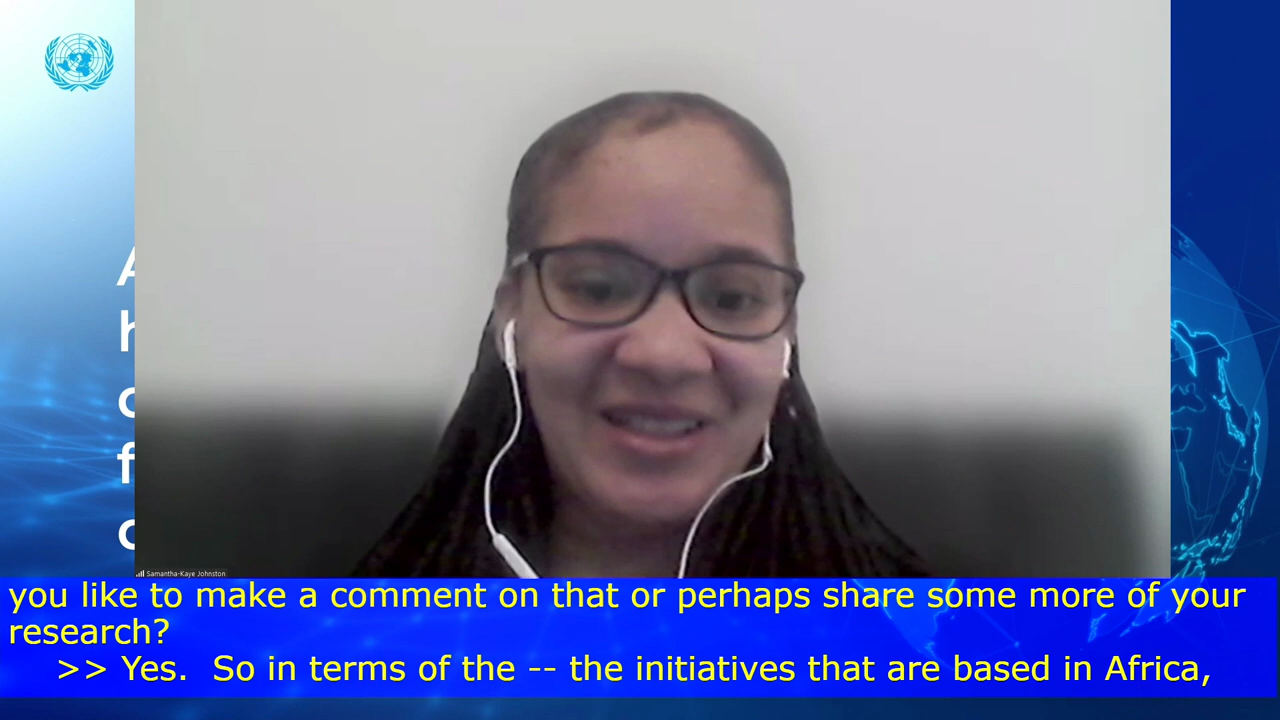 A
h
f
Samantha-Kaye Johnston
you like to make a comment on that or perhaps share some more of your
research?
>> Yes.  So in terms of the -- the initiatives that are based in Africa,